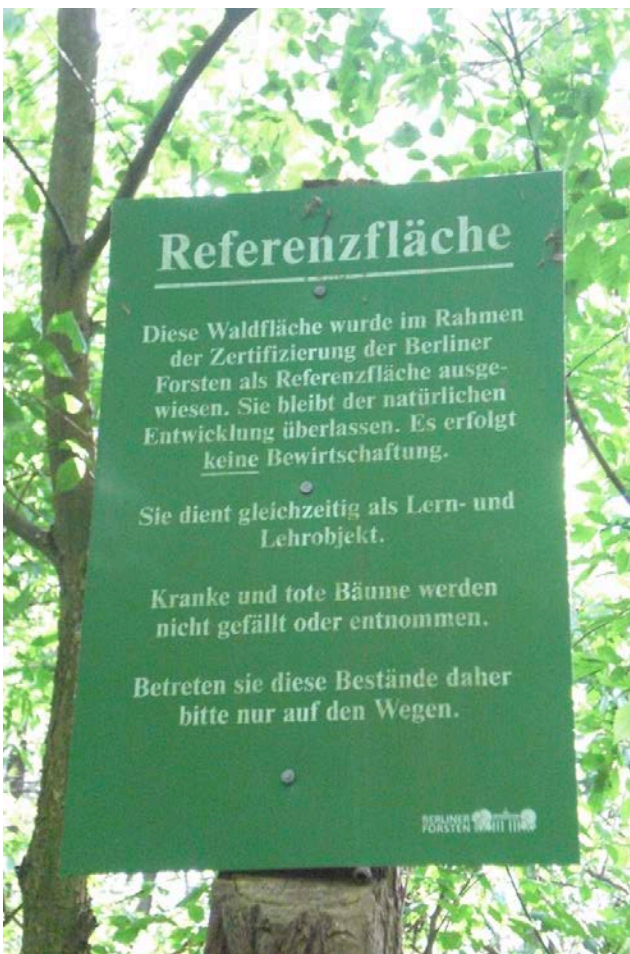 Referenzfläche
Diese Waldfläche wurde im Rahmen
der Zertifizierung der Berliner
Forsten als Referenzfläche ausge-
wiesen. Sie bleibt der natürlichen
Entwicklung überlassen. Es erfolgt
keine Bewirtschaftung.
Sie dient gleichzeitig als Lern- und
Lehrobjekt.
Kranke und tote Bäume werden
nicht gefällt oder entnommen.
Betreten sie diese Bestände daher
bitte nur auf den Wegen.
BERLINER
FORSTEN